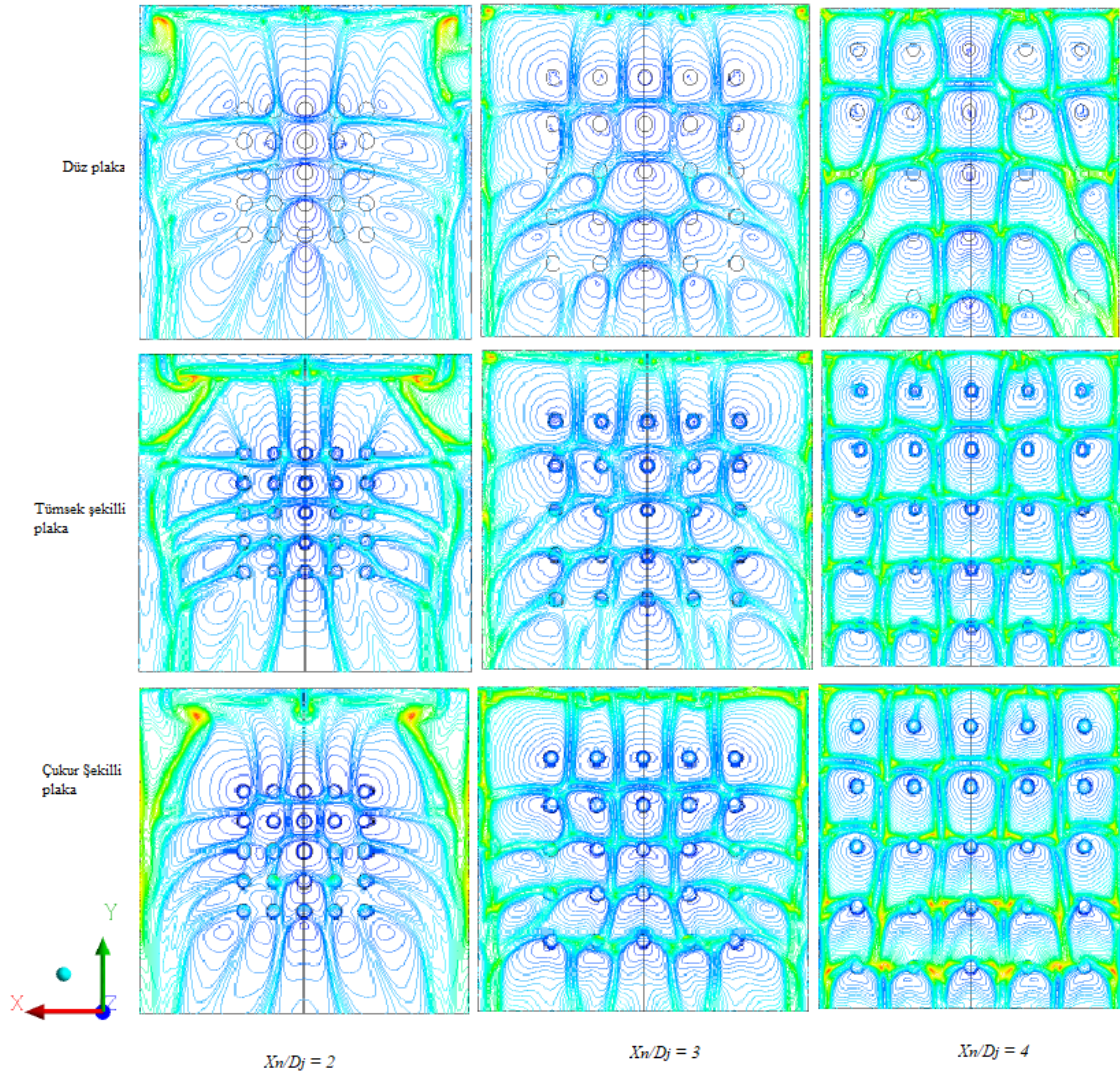 Düz plaka
Tümsek şekilli
plaka
Çukur Şekilli
plaka
Y
X
Z
Xn/Dj = 2
Xn/Dj = 3
Xn/Dj = 4